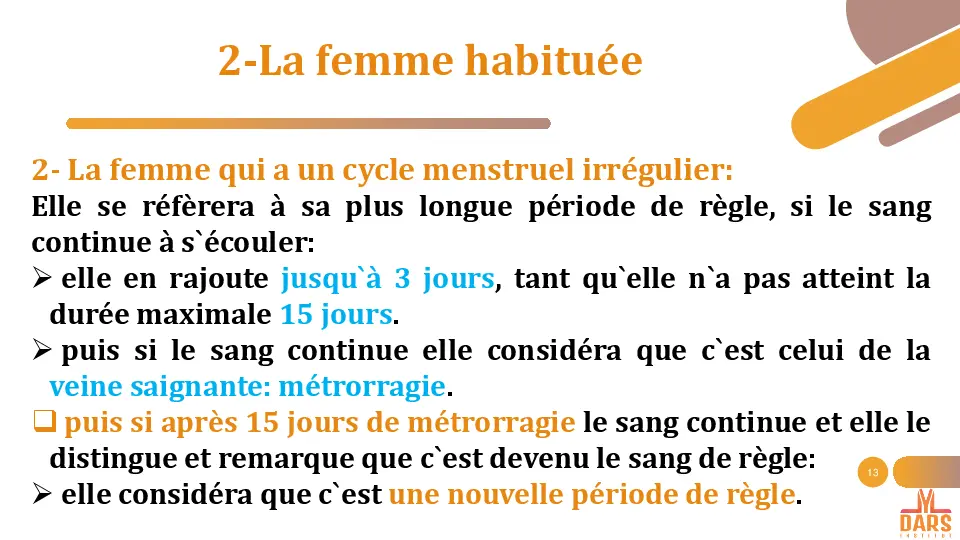 2-La femme habituée
2- La femme qui a un cycle menstruel irrégulier:
Elle se réfèrera à sa plus longue période de règle, si le sang
continue à s`écouler:
➢ elle en rajoute jusqu`à 3 jours, tant qu`elle n`a pas atteint la
durée maximale 15 jours.
➢ puis si le sang continue elle considéra que c`est celui de la
veine saignante: métrorragie.
❑ puis si après 15 jours de métrorragie le sang continue et elle le
distingue et remarque que c`est devenu le sang de règle:
➢ elle considéra que c`est une nouvelle période de règle.
13
DARS
INSTITUT